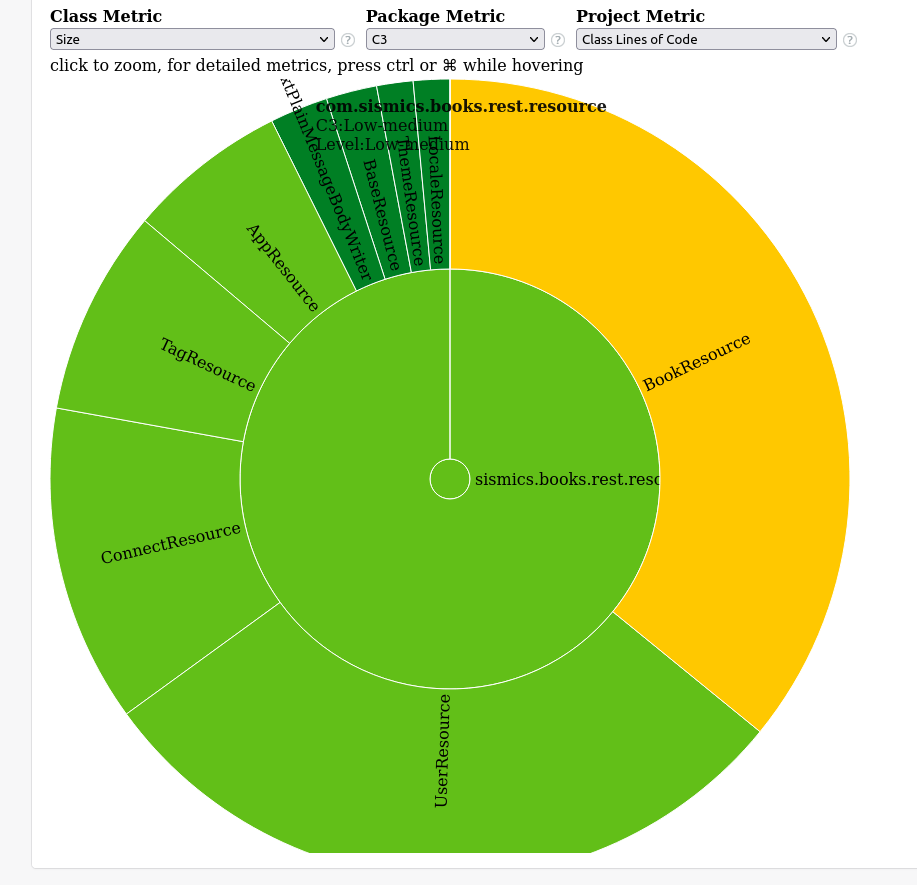 Class Metric
Package Metric
Project Metric
Size
?
C3
?
Class Lines of Code
?
click to zoom, for detailed metrics, press ctrl or ⌘ while hovering
com.sismics.books.rest.resource
C3:Low-medium
Level:Low-medium
xtPlainMessageBodyWriter
BaseResource
ThemeResource
LocaleResource
AppResource
TagResource
BookResource
sismics.books.rest.reso
ConnectResource
UserResource